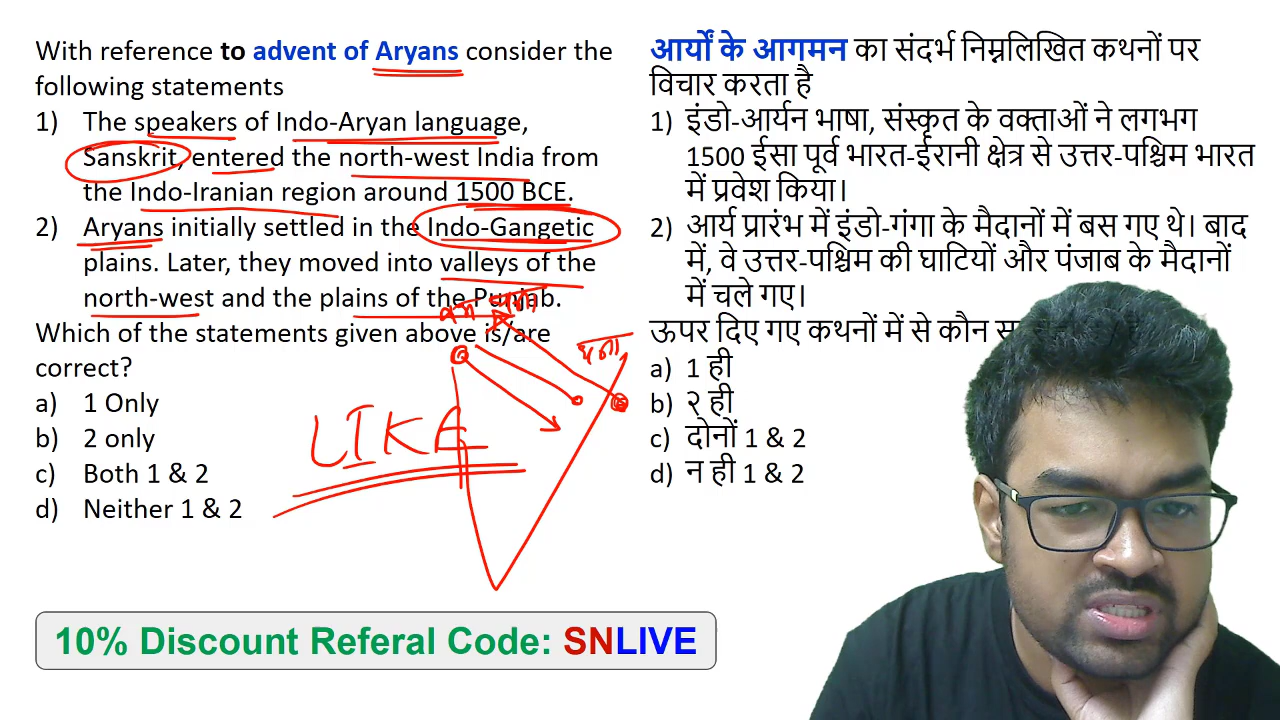 With reference to advent of Aryans consider the
following statements
1) The speakers of Indo-Aryan language,
Sanskrit, entered the north-west India from
the Indo-Iranian region around 1500 BCE.
2) Aryans initially settled in the Indo-Gangetic
plains. Later, they moved into valleys of the
north-west and the plains of the Punjab.
Which of the statements given above is/are
correct?
a) 1 Only
b) 2 only
c) Both 1 & 2
d) Neither 1 & 2
LIKA
10% Discount Referal Code: SNLIVE
आर्यों के आगमन का संदर्भ निम्नलिखित कथनों पर
विचार करता है
1) इंडो-आर्यन भाषा, संस्कृत के वक्ताओं ने लगभग
1500 ईसा पूर्व भारत-ईरानी क्षेत्र से उत्तर-पश्चिम भारत
में प्रवेश किया।
2) आर्य प्रारंभ में इंडो-गंगा के मैदानों में बस गए थे। बाद
में, वे उत्तर-पश्चिम की घाटियों और पंजाब के मैदानों
में चले गए।
ऊपर दिए गए कथनों में से कौन
a) 1 ही
b) २ ही
c) दोनों 1 & 2
d) न ही 1 & 2